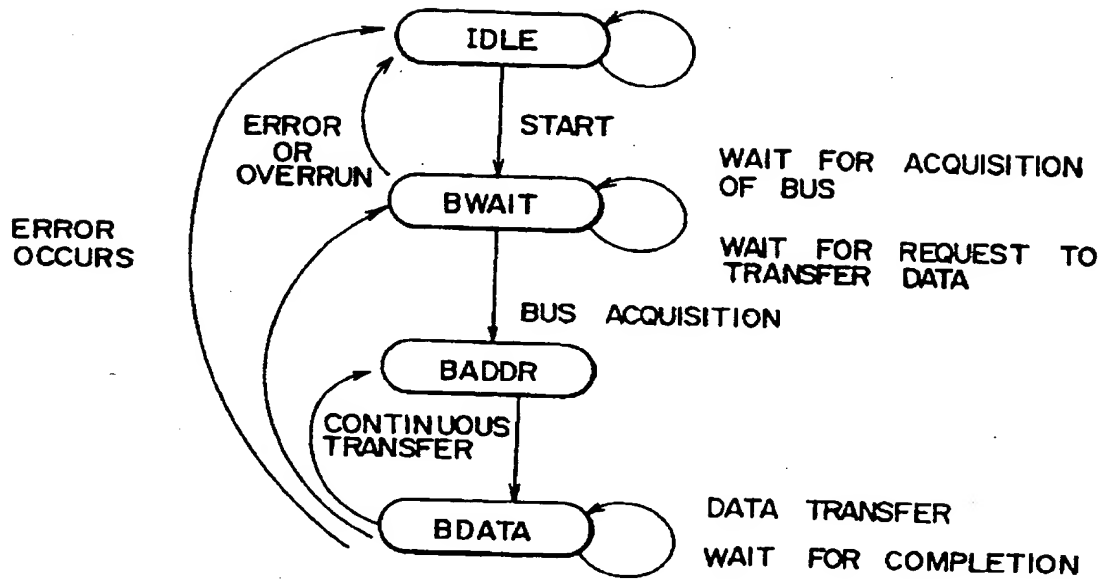 IDLE
START
ERROR
OR
OVERRUN
WAIT FOR ACQUISITION
OF BUS
BWAIT
ERROR
OCCURS
WAIT FOR REQUEST TO
TRANSFER DATA
BUS ACQUISITION
BADDR
CONTINUOUS
TRANSFER
BDATA
DATA TRANSFER
WAIT FOR COMPLETION